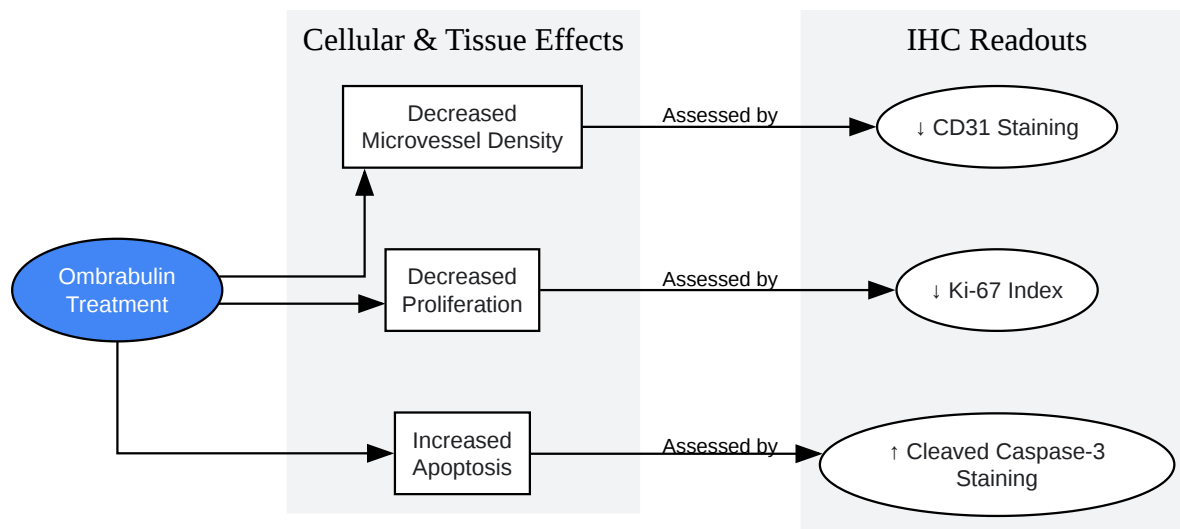 Cellular & Tissue Effects
IHC Readouts
Decreased
Microvessel Density
Assessed by
↓ CD31 Staining
Ombrabulin
Treatment
Decreased
Proliferation
Assessed by
↓ Ki-67 Index
Increased
Apoptosis
Assessed by
↑ Cleaved Caspase-3
Staining